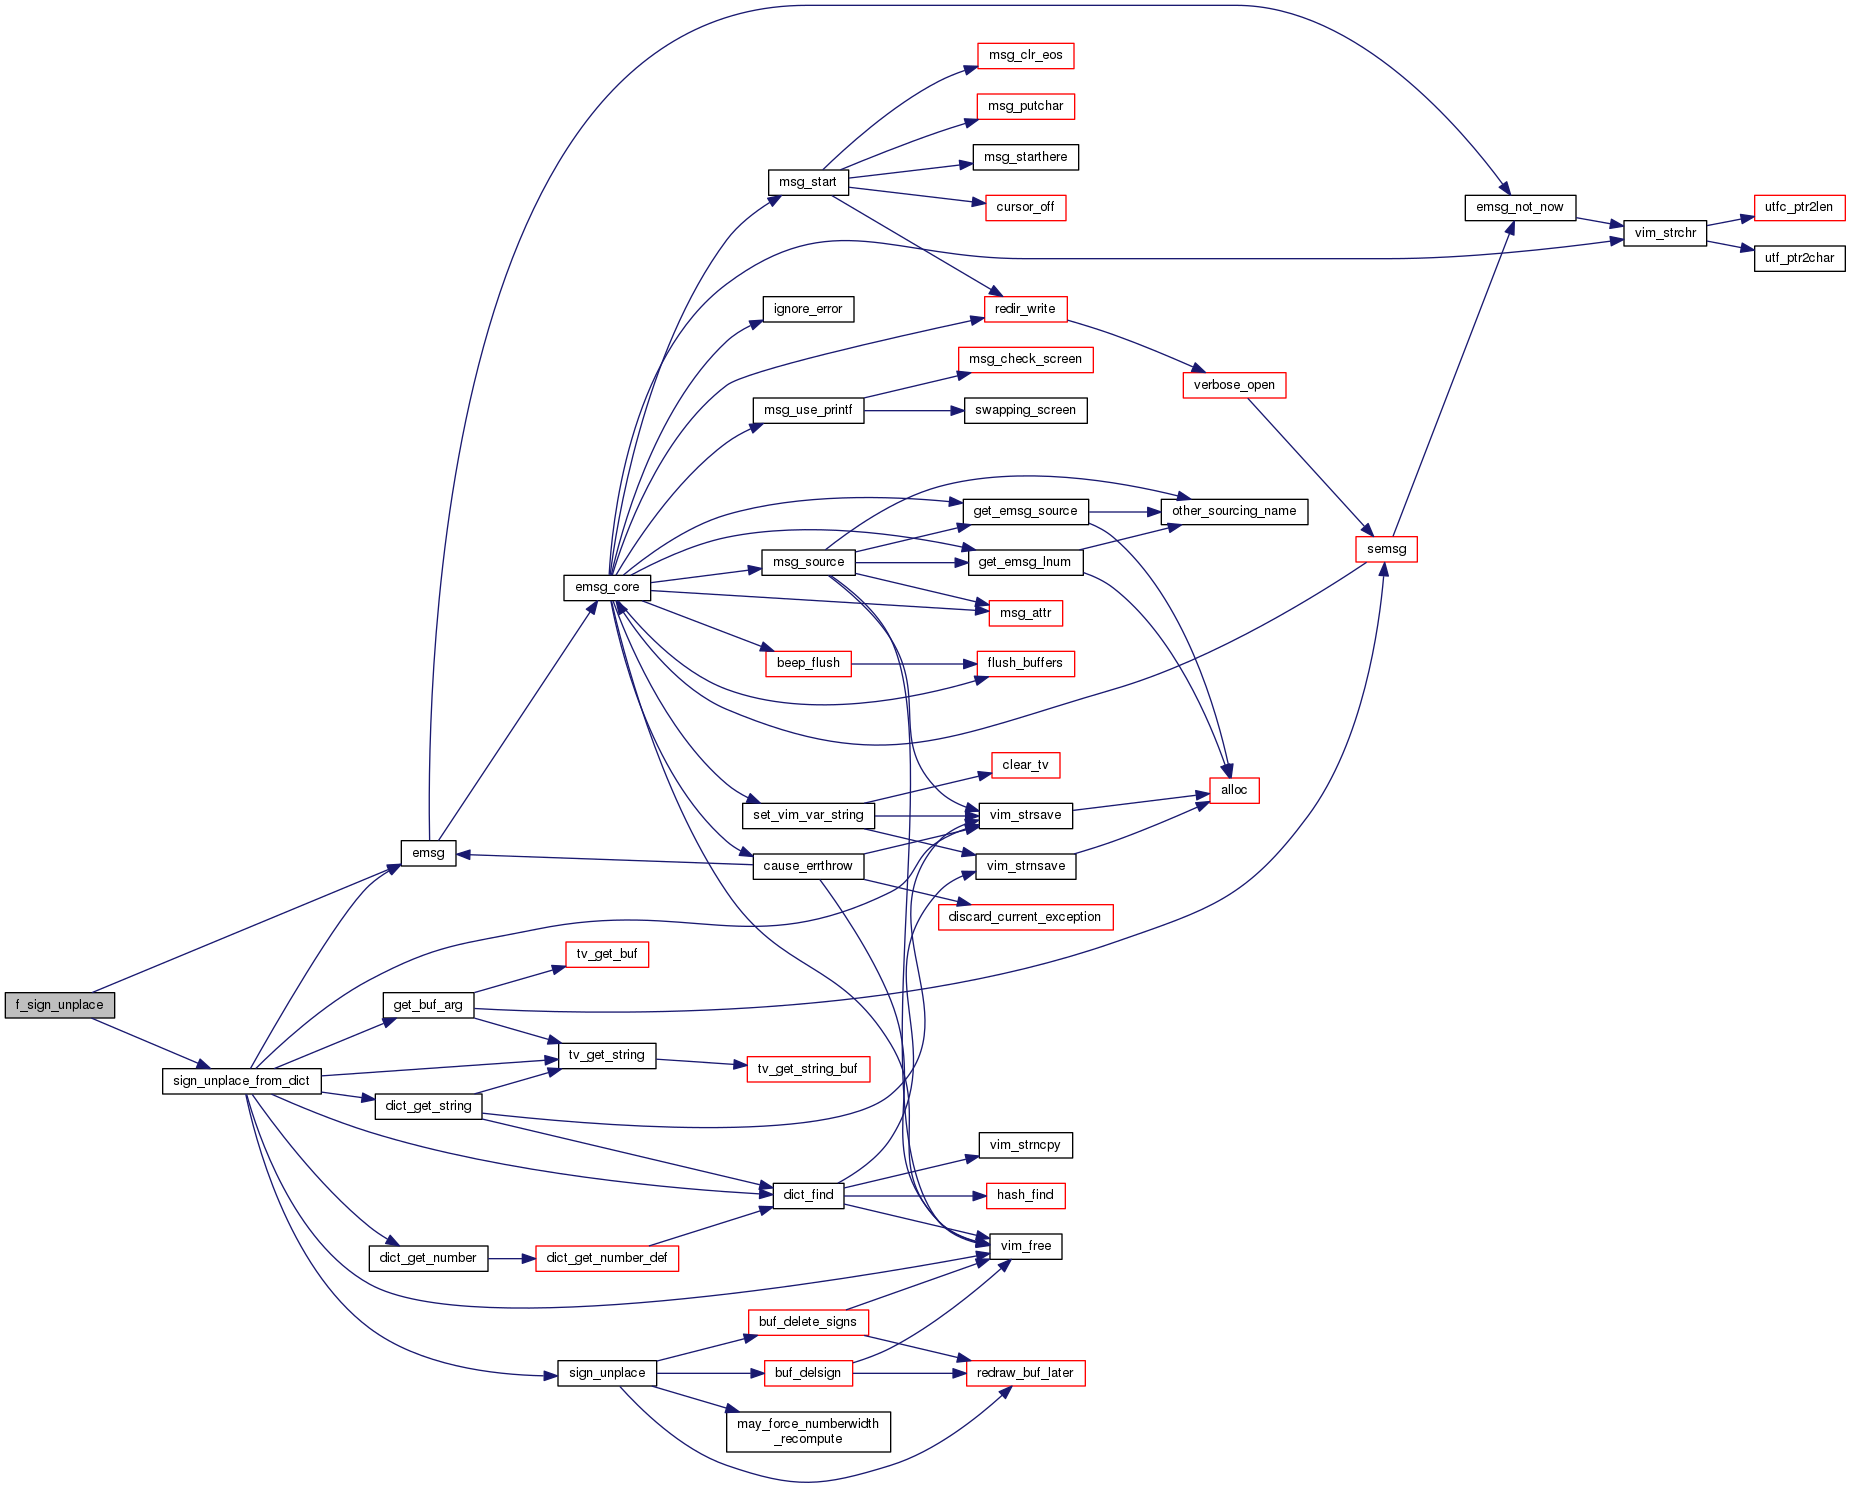 msg_clr_eos
msg_putchar
msg_starthere
msg_start
cursor_off
emsg_not_now
utfc_ptr2len
vim_strchr
utf_ptr2char
ignore_error
redir_write
msg_check_screen
verbose_open
msg_use_printf
swapping_screen
get_emsg_source
other_sourcing_name
semsg
msg_source
get_emsg_lnum
emsg_core
msg_attr
beep_flush
flush_buffers
clear_tv
alloc
set_vim_var_string
vim_strsave
emsg
cause_errthrow
vim_strnsave
discard_current_exception
tv_get_buf
f_sign_unplace
get_buf_arg
tv_get_string
tv_get_string_buf
sign_unplace_from_dict
dict_get_string
vim_strncpy
dict_find
hash_find
vim_free
dict_get_number
dict_get_number_def
buf_delete_signs
sign_unplace
buf_delsign
redraw_buf_later
may_force_numberwidth
_recompute